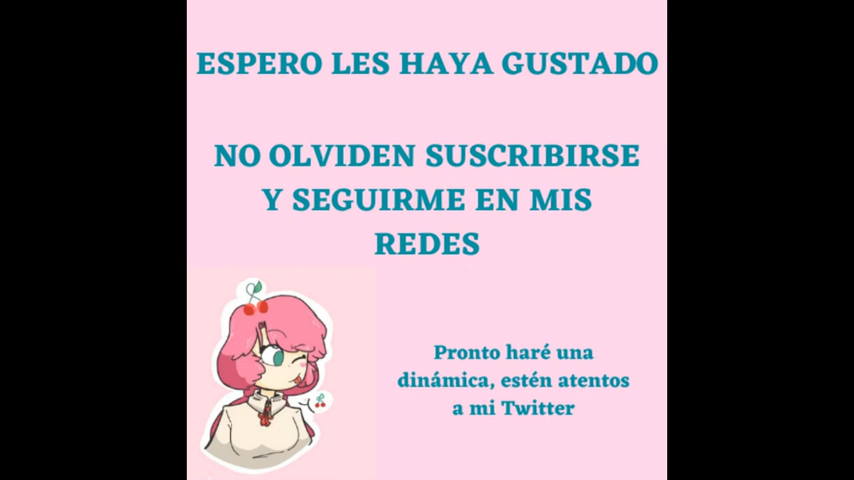 ESPERO LES HAYA GUSTADO
NO OLVIDEN SUSCRIBIRSE
Y SEGUIRME EN MIS
REDES
Pronto haré una
dinámica, estén atentos
a mi Twitter